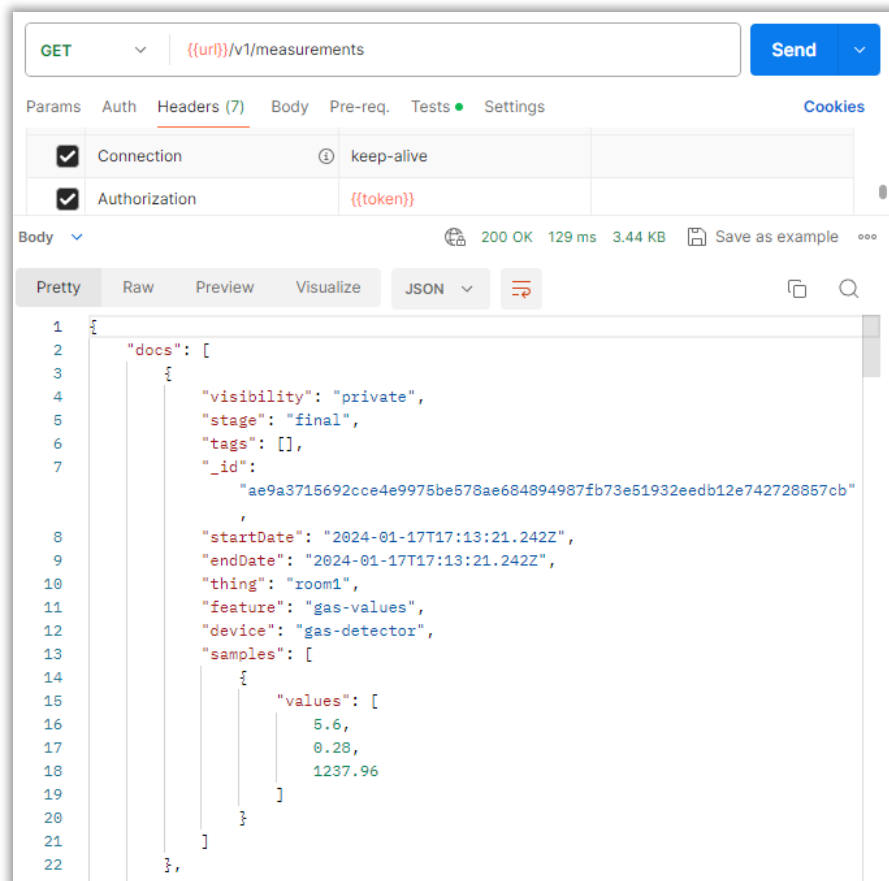 GET {{url}}/v1/measurements Send
Params Auth Headers (7) Body Pre-req. Tests Settings Cookies
Connection keep-alive
Authorization {{token}}
Body 200 OK 129 ms 3.44 KB Save as example
Pretty Raw Preview Visualize JSON
1 {
2 "docs": [
3 {
4 "visibility": "private",
5 "stage": "final",
6 "tags": [],
7 "_id":
"ae9a3715692cce4e9975be578ae684894987fb73e51932eedb12e742728857cb"
,
8 "startDate": "2024-01-17T17:13:21.242Z",
9 "endDate": "2024-01-17T17:13:21.242Z",
10 "thing": "room1",
11 "feature": "gas-values",
12 "device": "gas-detector",
13 "samples": [
14 {
15 "values": [
16 5.6,
17 0.28,
18 1237.96
19 ]
20 }
21 ]
22 },